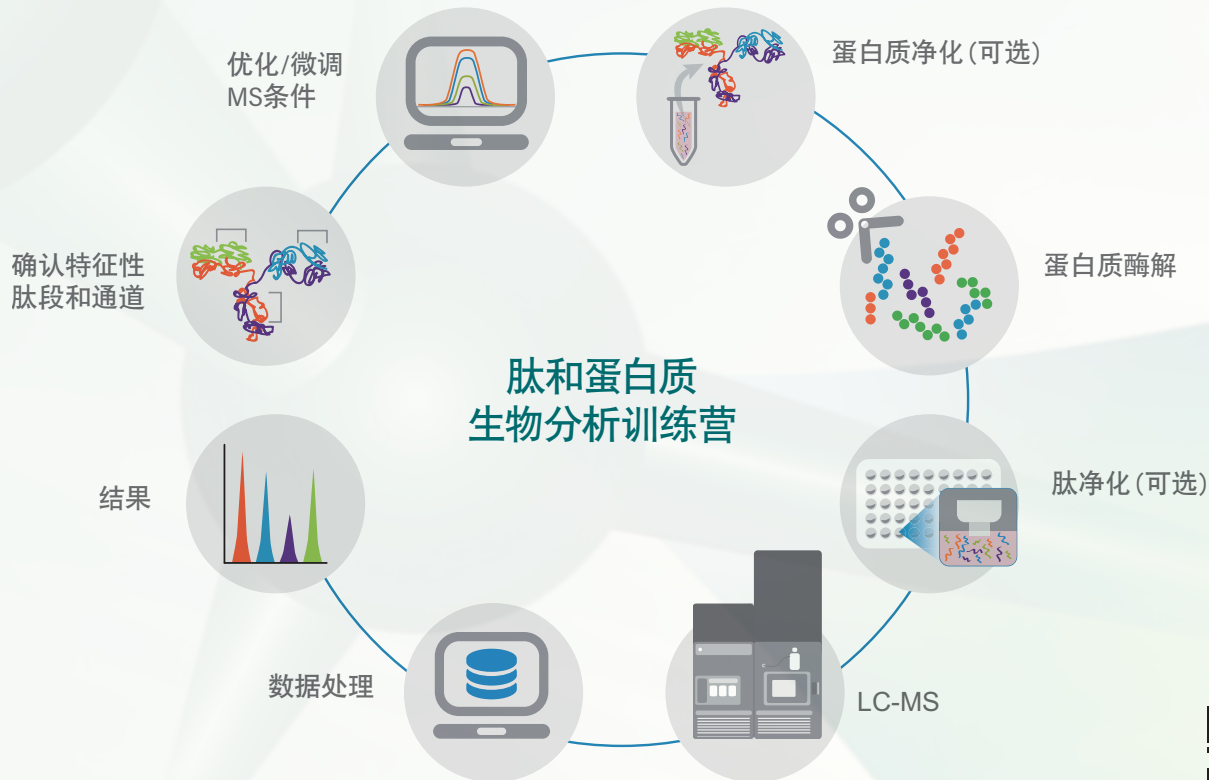 优化/微调
MS条件
蛋白质净化(可选)
确认特征性
肽段和通道
蛋白质酶解
肽和蛋白质
生物分析训练营
结果
肽净化(可选)
数据处理
LC-MS